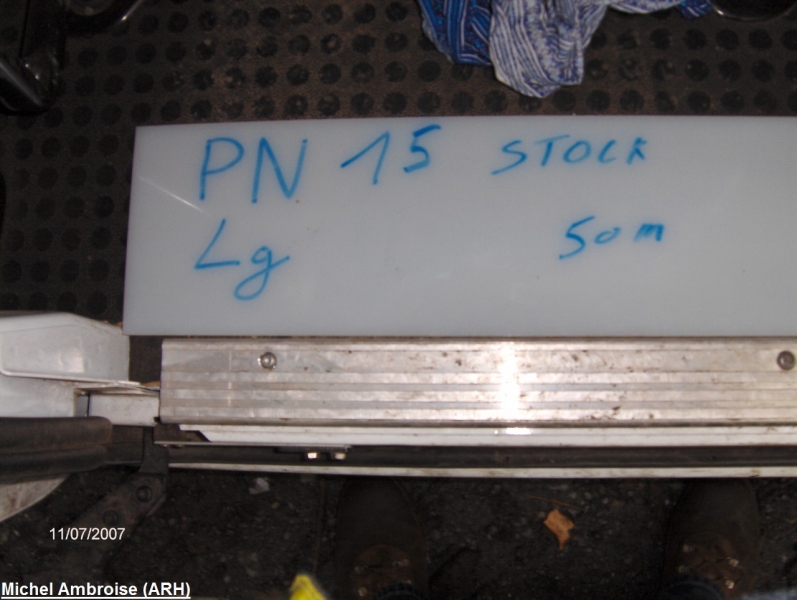 PN 15 STOCK
Lg 50m
11/07/2007
Michel Ambroise (ARH)